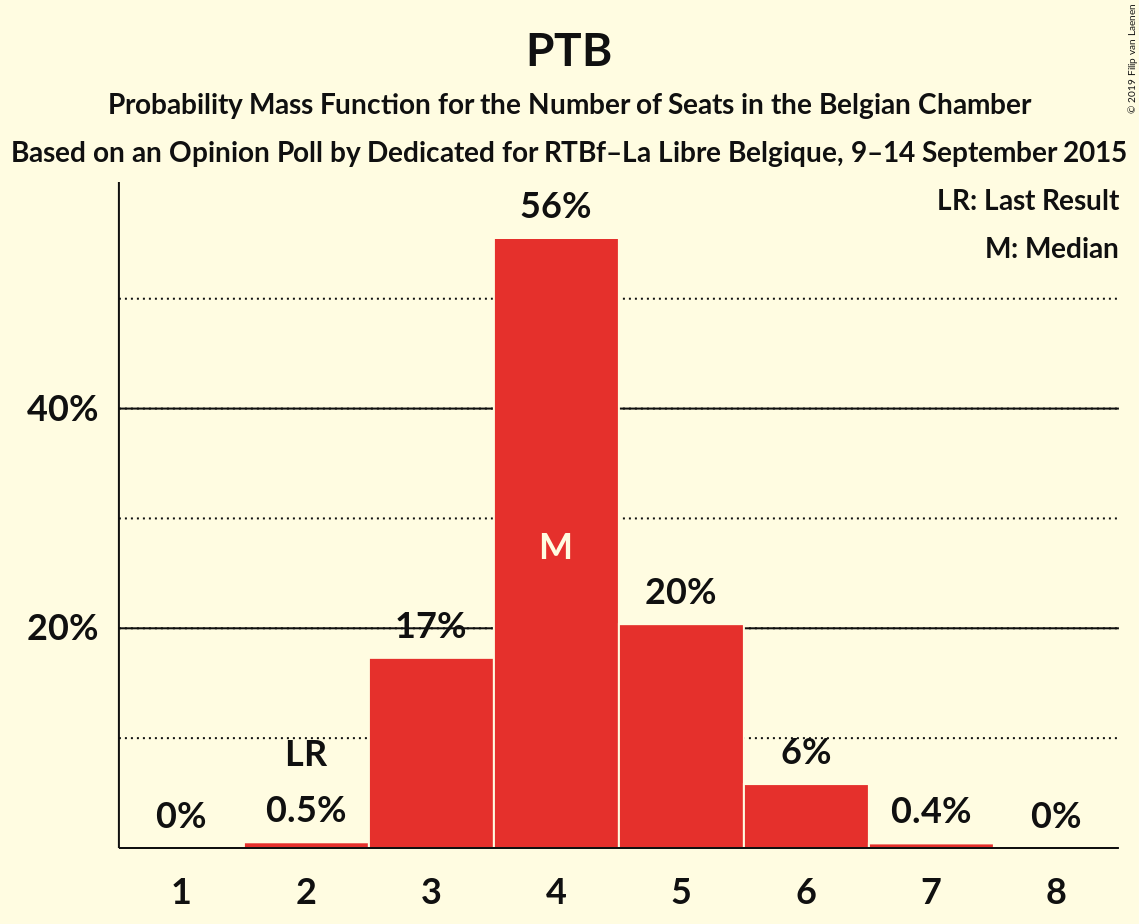 PTB
Probability Mass Function for the Number of Seats in the Belgian Chamber
Based on an Opinion Poll by Dedicated for RTBf–La Libre Belgique, 9–14 September 2015
© 2019 Filip van Laenen
LR: Last Result
M: Median
56%
40%
M
20%
20%
17%
LR
6%
0%
0.5%
0.4%
0%
1 2 3 4 5 6 7 8